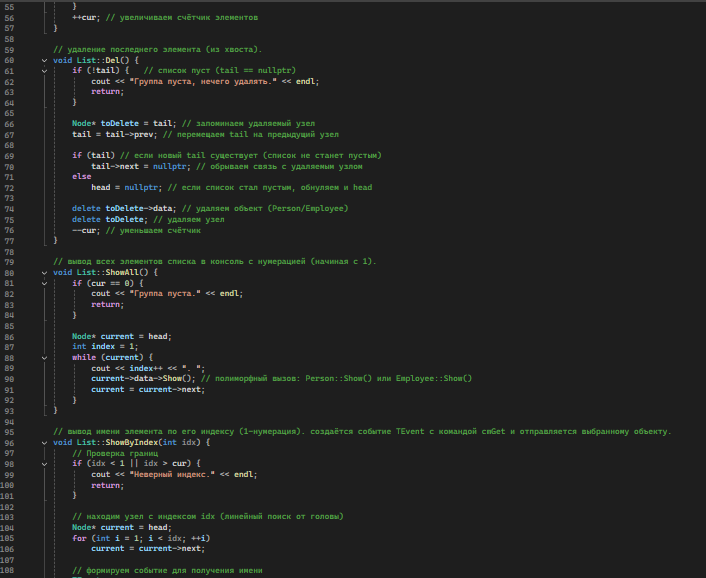 55 }
56 ++cur; // увеличиваем счётчик элементов
57 }
58
59 // удаление последнего элемента (из хвоста).
60 void List::Del() {
61 if (!tail) { // список пуст (tail == nullptr)
62 cout << "Группа пуста, нечего удалять." << endl;
63 return;
64 }
65
66 Node* toDelete = tail; // запоминаем удаляемый узел
67 tail = tail->prev; // перемещаем tail на предыдущий узел
68
69 if (tail) // если новый tail существует (список не станет пустым)
70 tail->next = nullptr; // обрываем связь с удаляемым узлом
71 else
72 head = nullptr; // если список стал пустым, обнуляем и head
73
74 delete toDelete->data; // удаляем объект (Person/Employee)
75 delete toDelete; // удаляем узел
76 --cur; // уменьшаем счётчик
77 }
78
79 // вывод всех элементов списка в консоль с нумерацией (начиная с 1).
80 void List::ShowAll() {
81 if (cur == 0) {
82 cout << "Группа пуста." << endl;
83 return;
84 }
85
86 Node* current = head;
87 int index = 1;
88 while (current) {
89 cout << index++ << ". ";
90 current->data->Show(); // полиморфный вызов: Person::Show() или Employee::Show()
91 current = current->next;
92 }
93 }
94
95 // вывод имени элемента по его индексу (1-нумерация). создаётся событие TEvent с командой cmGet и отправляется выбранному объекту.
96 void List::ShowByIndex(int idx) {
97 // Проверка границ
98 if (idx < 1 || idx > cur) {
99 cout << "Неверный индекс." << endl;
100 return;
101 }
102
103 // находим узел с индексом idx (линейный поиск от головы)
104 Node* current = head;
105 for (int i = 1; i < idx; ++i)
106 current = current->next;
107
108 // формируем событие для получения имени